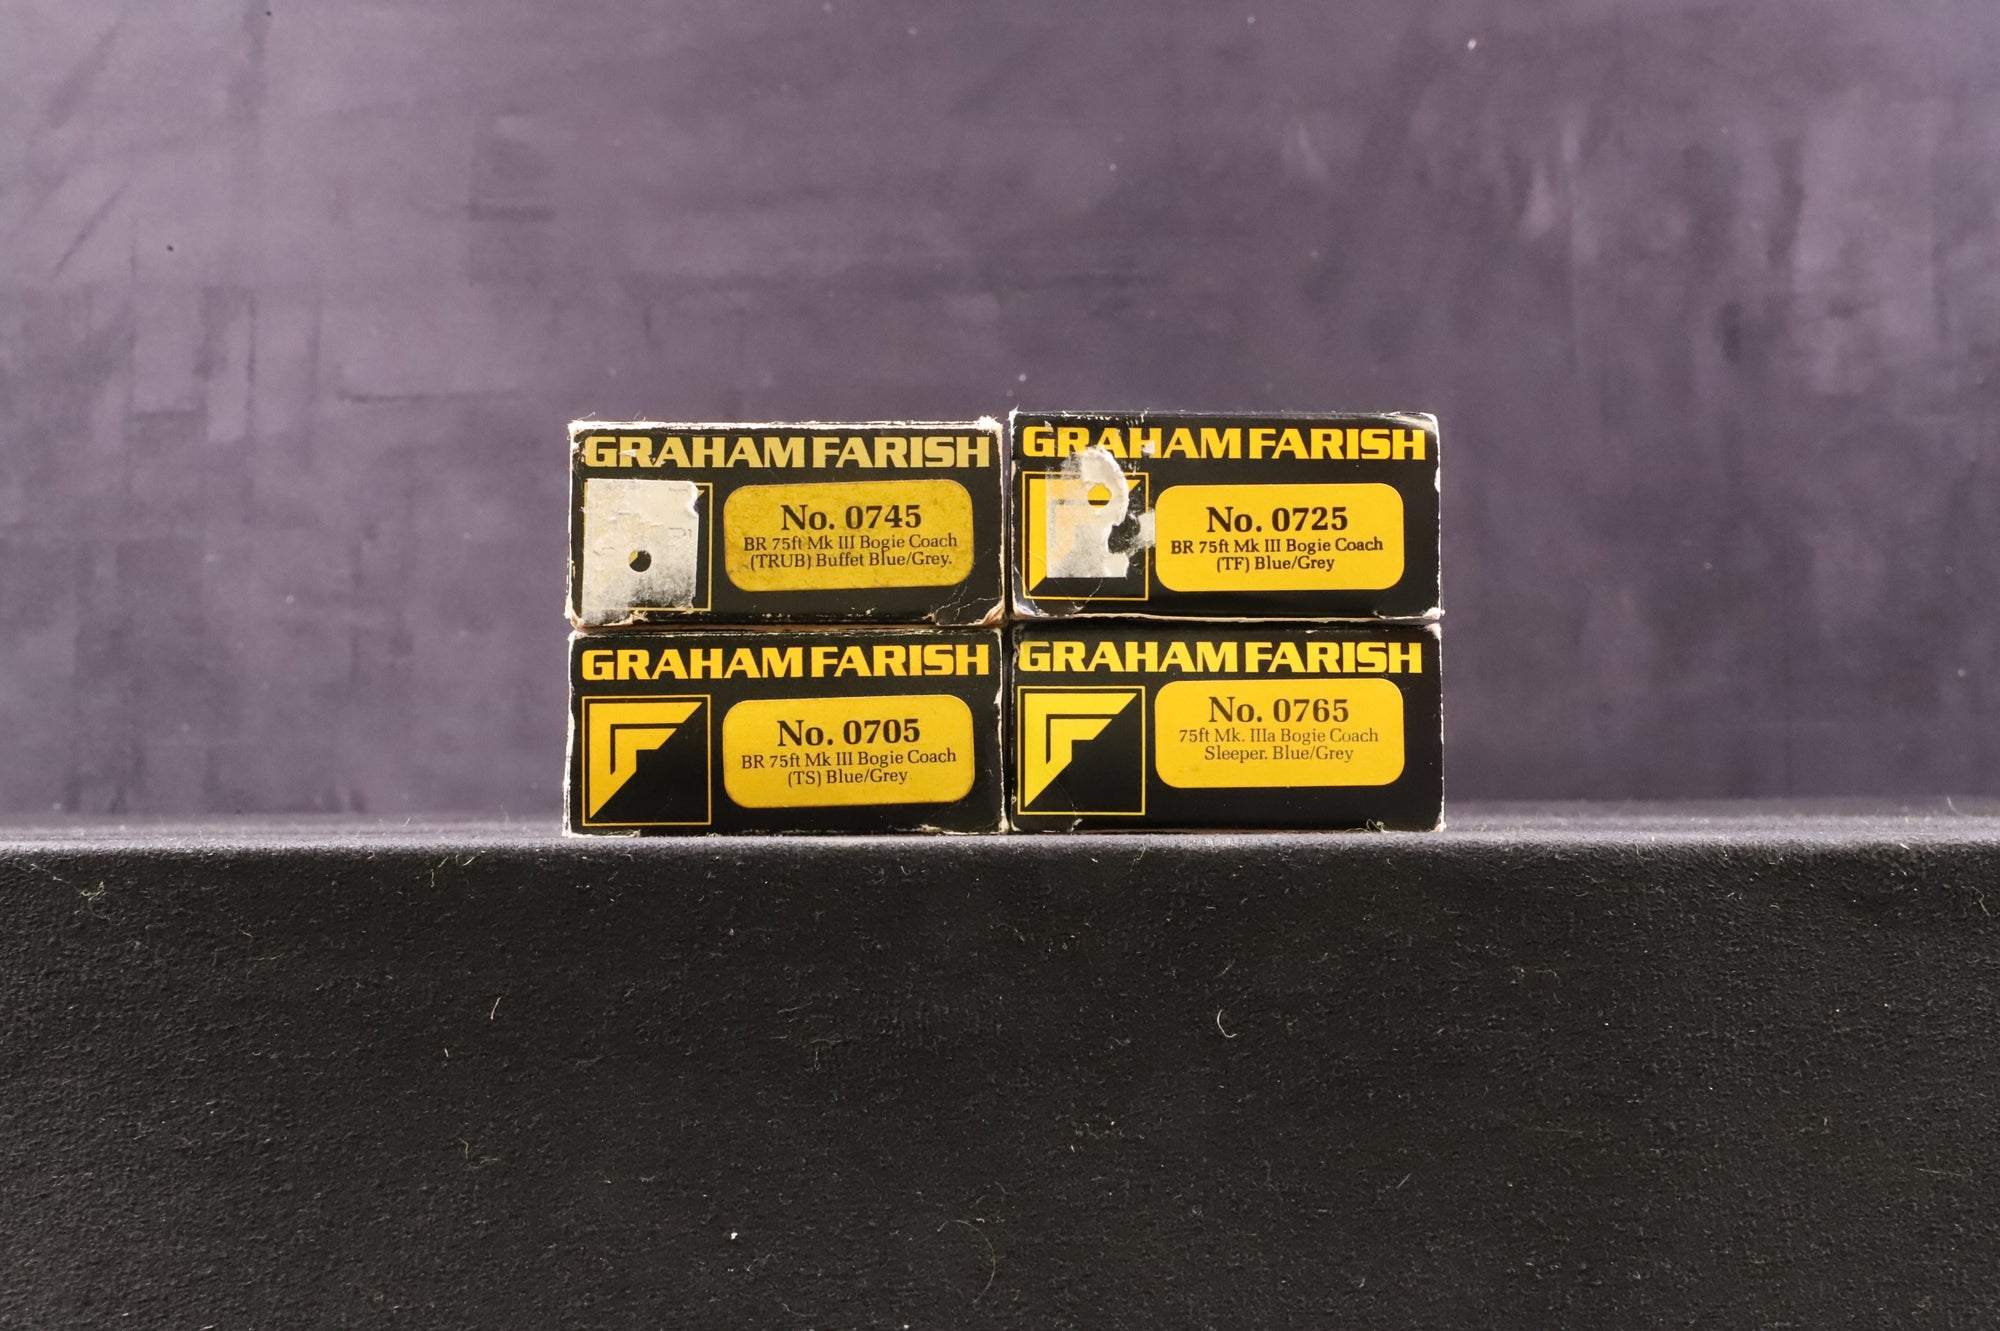 GRAHAM FARISH
No. 0745
BR 75ft Mk III Bogie Coach
(TRUB) Buffet Blue/Grey.
GRAHAM FARISH
No. 0725
BR 75ft Mk III Bogie Coach
(TF) Blue/Grey
GRAHAM FARISH
No. 0705
BR 75ft Mk III Bogie Coach
(TS) Blue/Grey
GRAHAM FARISH
No. 0765
75ft Mk. IIIa Bogie Coach
Sleeper. Blue/Grey